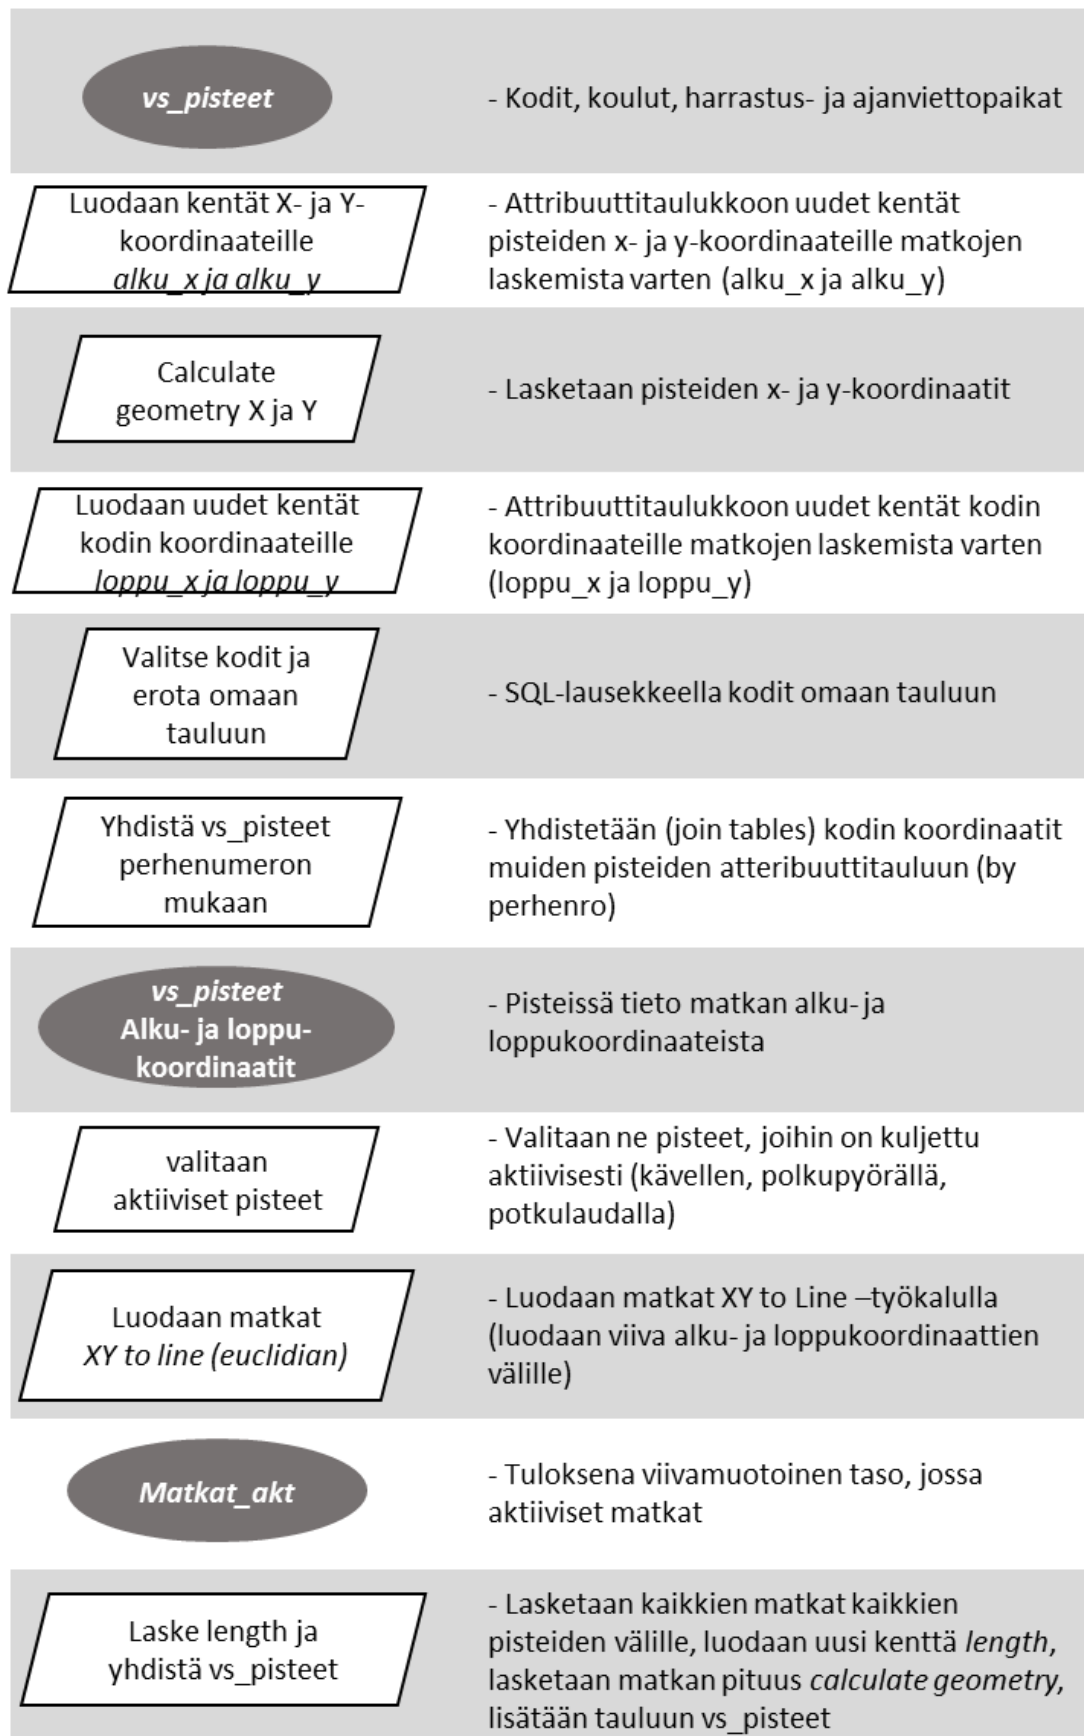 vs_pisteet
- Kodit, koulut, harrastus- ja ajanviettopaikat
Luodaan kentät X- ja Y-
koordinaateille
alku_x ja alku_y
- Attribuuttitaulukkoon uudet kentät
pisteiden x- ja y-koordinaateille matkojen
laskemista varten (alku_x ja alku_y)
Calculate
geometry X ja Y
- Lasketaan pisteiden x- ja y-koordinaatit
Luodaan uudet kentät
kodin koordinaateille
loppu_x ja loppu_y
- Attribuuttitaulukkoon uudet kentät kodin
koordinaateille matkojen laskemista varten
(loppu_x ja loppu_y)
Valitse kodit ja
erota omaan
tauluun
- SQL-lausekkeella kodit omaan tauluun
Yhdistä vs_pisteet
perhenumeron
mukaan
- Yhdistetään (join tables) kodin koordinaatit
muiden pisteiden atteribuuttitauluun (by
perhenro)
vs_pisteet
Alku- ja loppu-
koordinaatit
- Pisteissä tieto matkan alku- ja
loppukoordinaateista
valitaan
aktiiviset pisteet
- Valitaan ne pisteet, joihin on kuljettu
aktiivisesti (kävellen, polkupyörällä,
potkulaudalla)
Luodaan matkat
XY to line (euclidian)
- Luodaan matkat XY to Line –työkalulla
(luodaan viiva alku- ja loppukoordinaattien
välille)
Matkat_akt
- Tuloksena viivamuotoinen taso, jossa
aktiiviset matkat
Laske length ja
yhdistä vs_pisteet
- Lasketaan kaikkien matkat kaikkien
pisteiden välille, luodaan uusi kenttä length,
lasketaan matkan pituus calculate geometry,
lisätään tauluun vs_pisteet